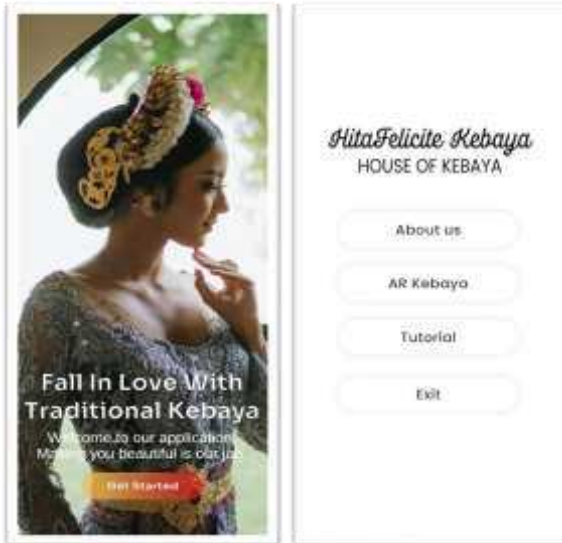 Fall In Love With
Traditional Kebaya
Welcome to our application
Making you beautiful is our job
Get Started
HitaFelicite Kebaya
HOUSE OF KEBAYA
About us
AR Kebaya
Tutorial
Exit